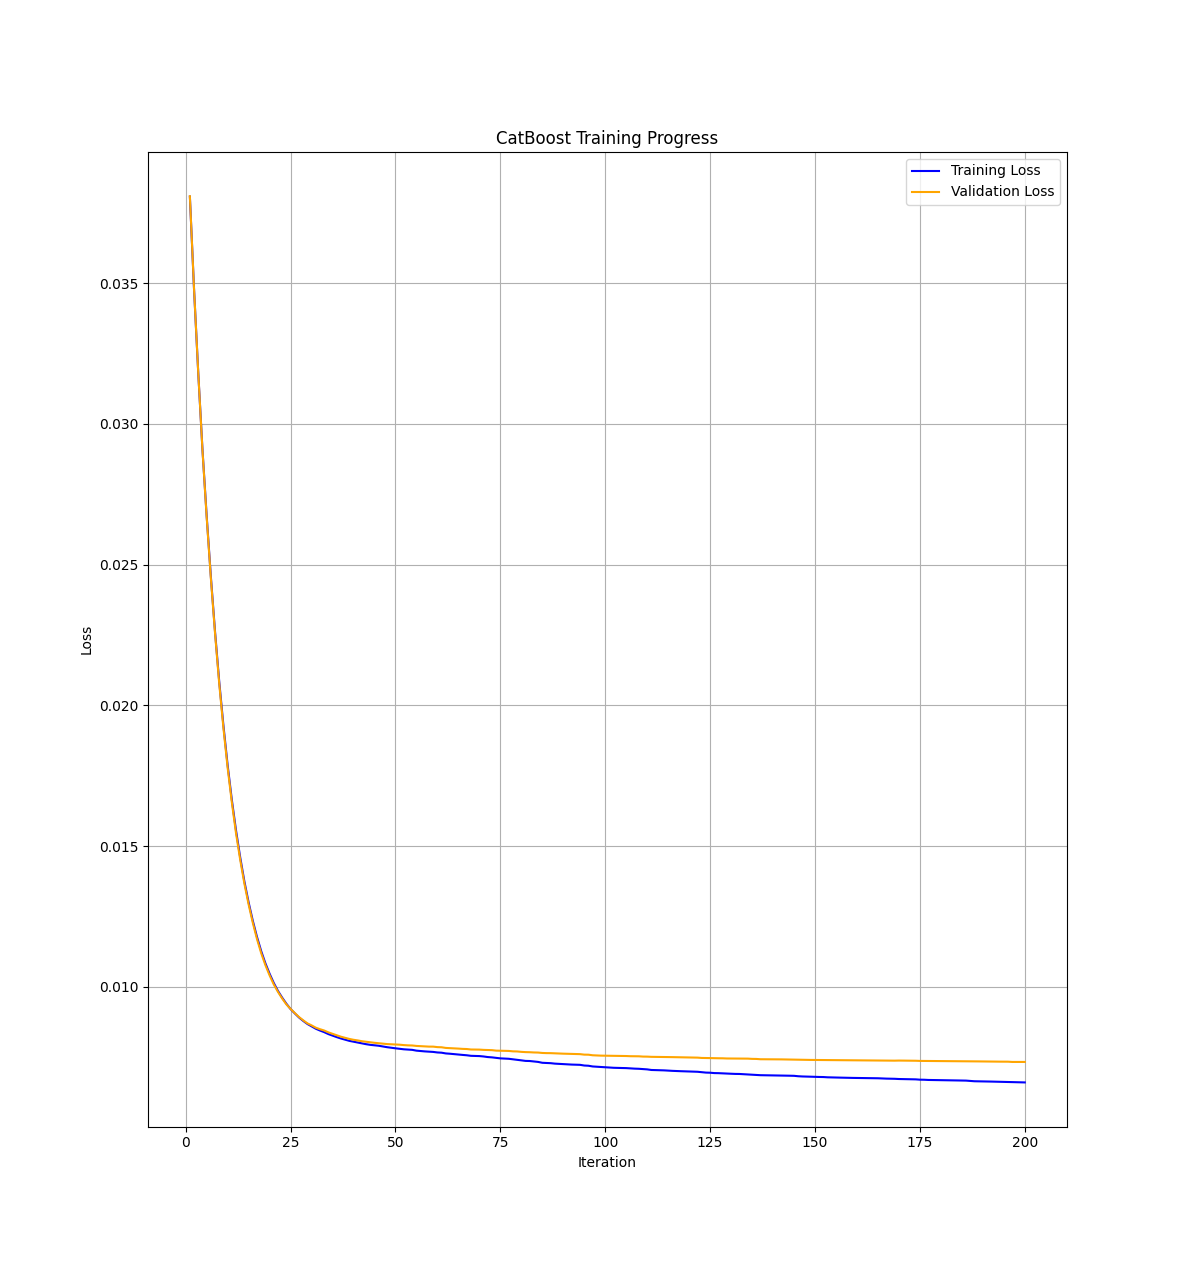 CatBoost Training Progress
Training Loss
Validation Loss
0.035
0.030
0.025
0.020
0.015
0.010
Loss
0 25 50 75 100 125 150 175 200
Iteration